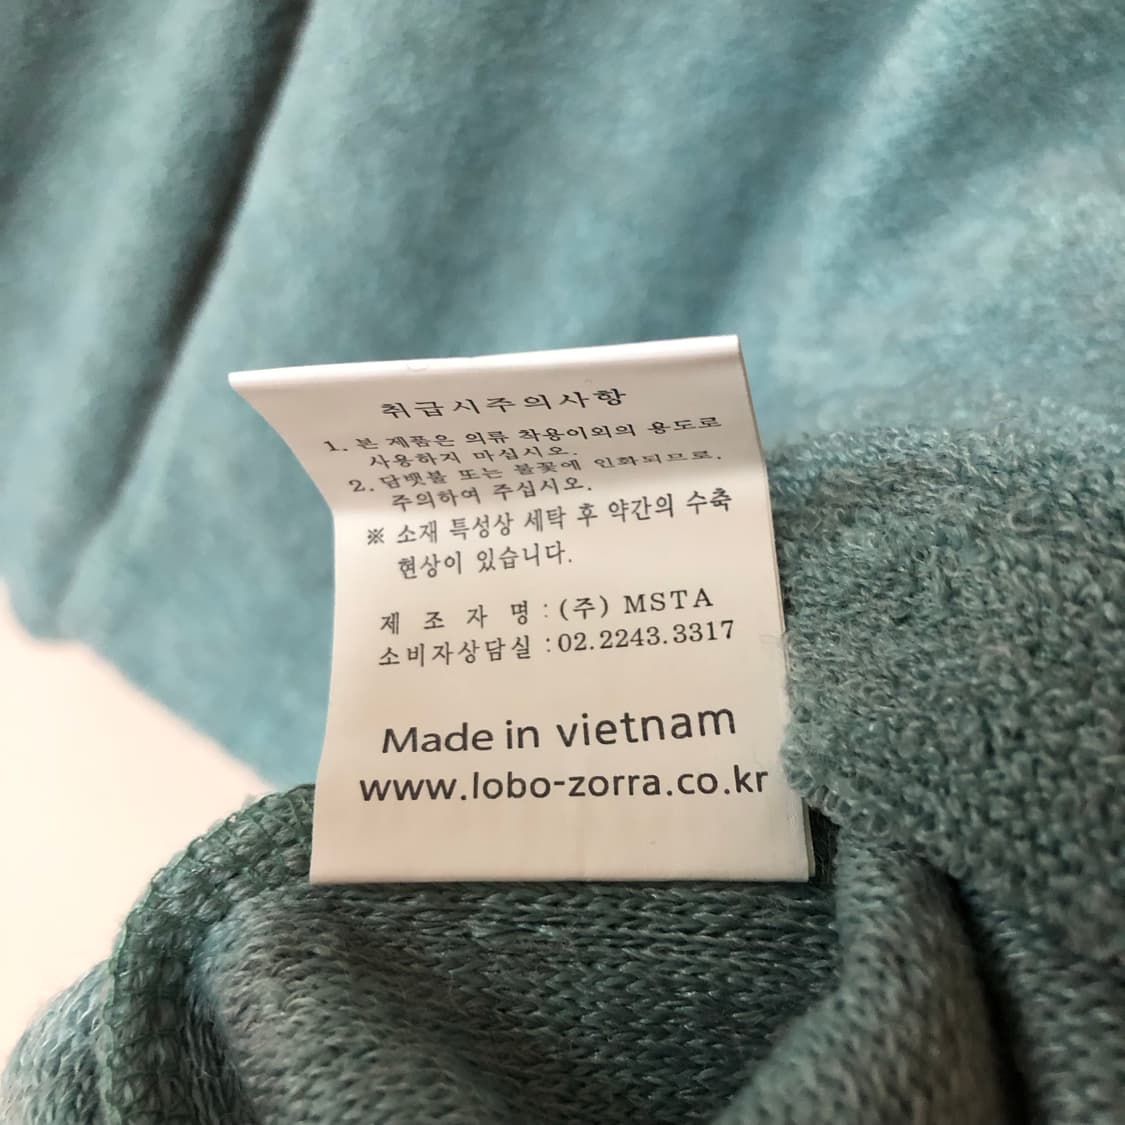 취급시주의사항
1. 본 제품은 의류 착용이외의 용도로
사용하지 마십시오.
2. 담뱃불 또는 불꽃에 인화되므로,
주의하여 주십시오.
※ 소재 특성상 세탁 후 약간의 수축
현상이 있습니다.
제 조 자 명 : (주) MSTA
소비자상담실 : 02.2243.3317
Made in vietnam
www.lobo-zorra.co.kr